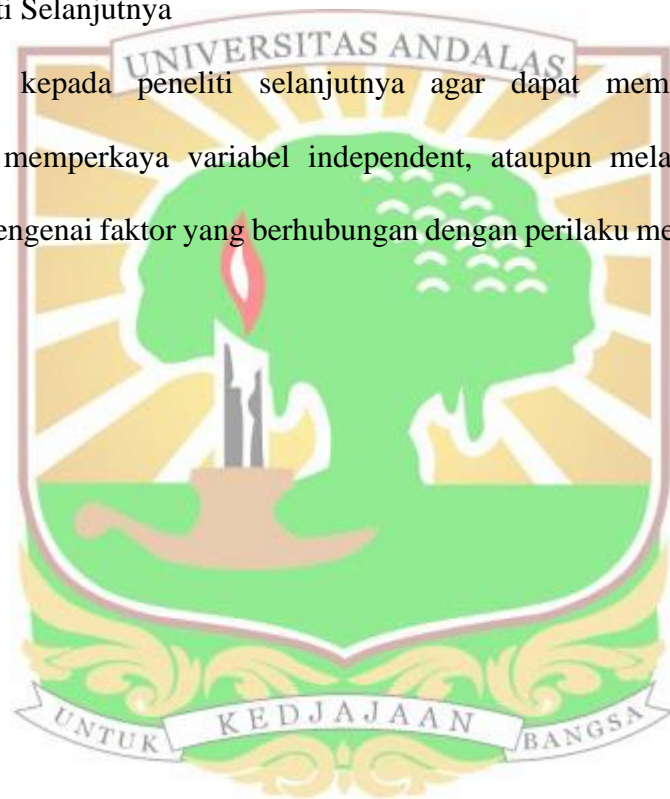 ti Selanjutnya
UNIVERSITAS ANDALAS
kepada peneliti selanjutnya agar dapat mem
memperkaya variabel independent, ataupun mela
engenai faktor yang berhubungan dengan perilaku me
UNTUK KEDJAJAAN BANGSA